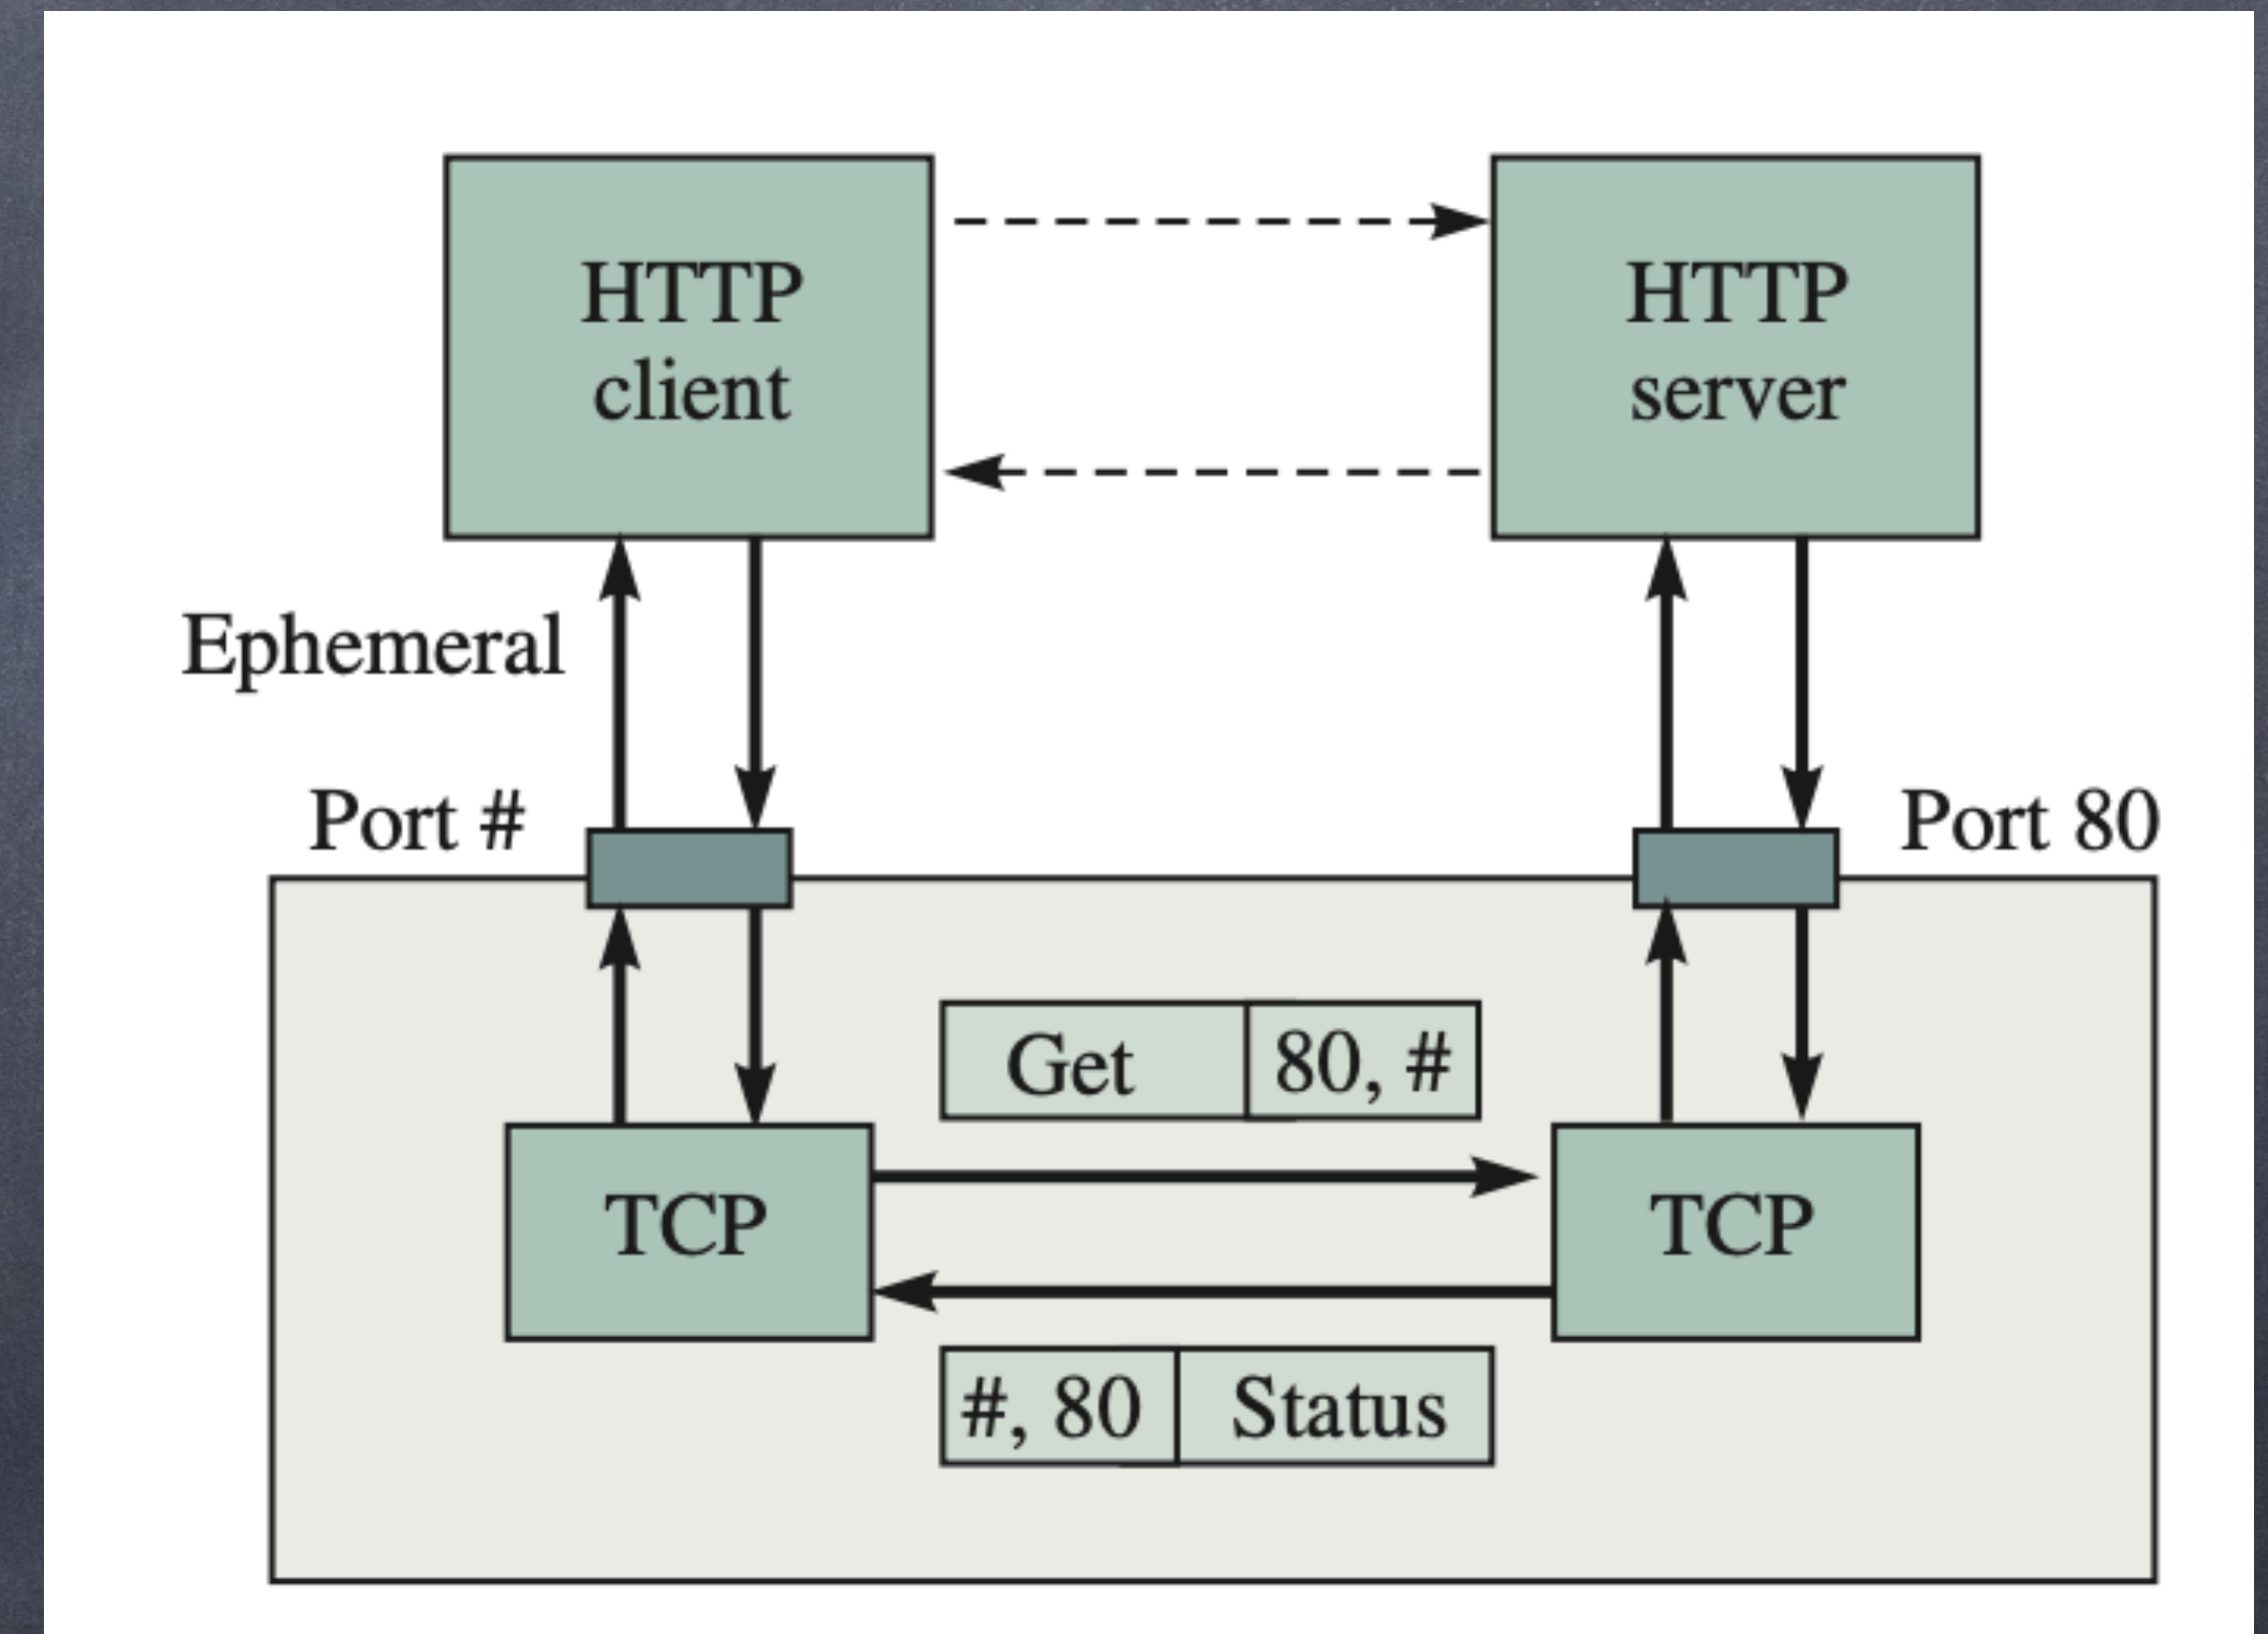 HTTP
client
HTTP
server
Ephemeral
Port #
Port 80
Get
80, #
TCP
TCP
#, 80
Status